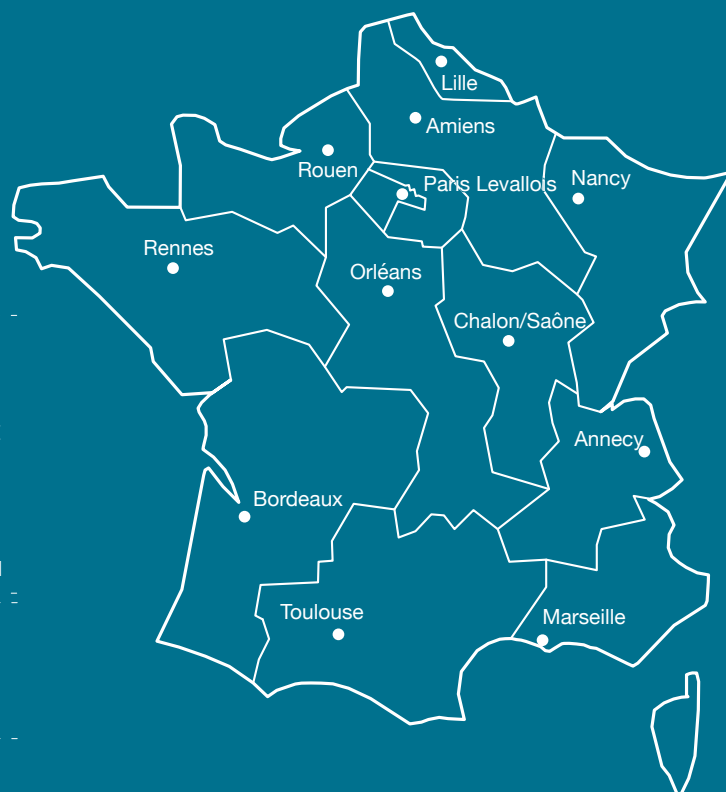 Lille
Amiens
Rouen
Paris Levallois
Nancy
Rennes
Orléans
Chalon/Saône
Annecy
Bordeaux
Toulouse
Marseille